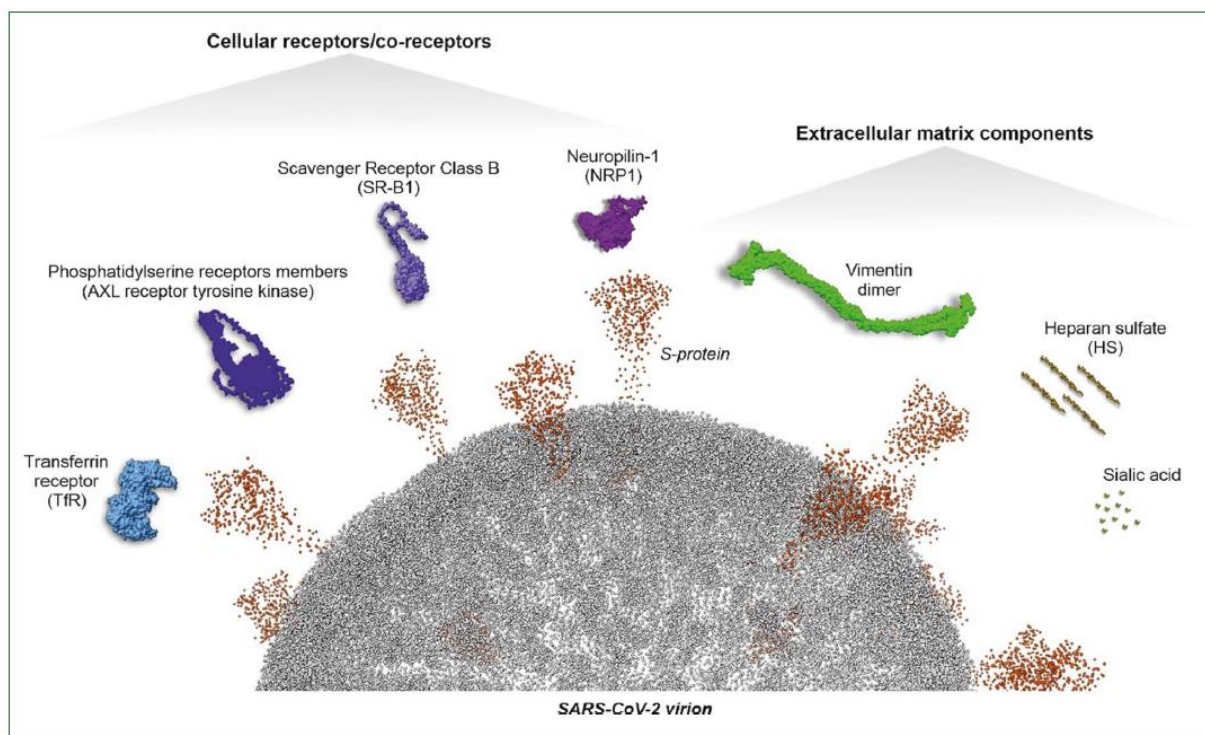 Cellular receptors/co-receptors
Extracellular matrix components
Scavenger Receptor Class B
(SR-B1)
Neuropilin-1
(NRP1)
Phosphatidylserine receptors members
(AXL receptor tyrosine kinase)
Vimentin
dimer
Heparan sulfate
(HS)
S-protein
Transferrin
receptor
(TfR)
Sialic acid
SARS-CoV-2 virion